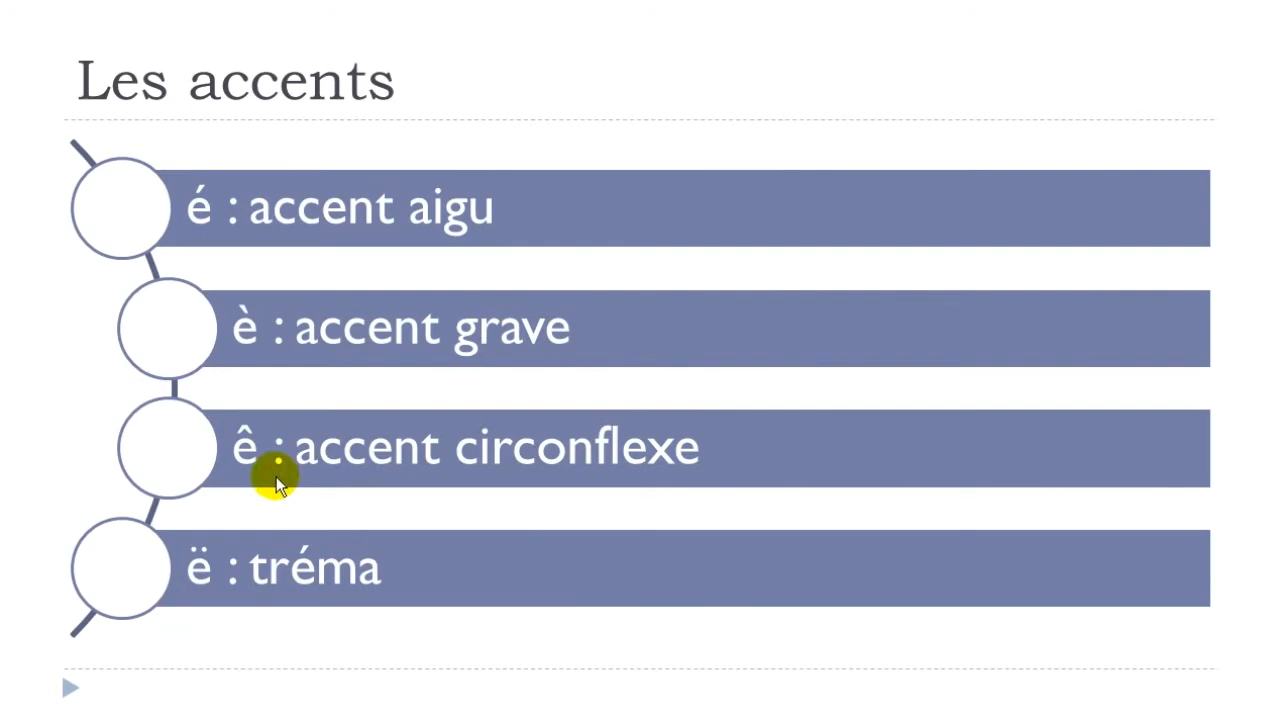 Les accents
é : accent aigu
è : accent grave
ê : accent circonflexe
ë : tréma